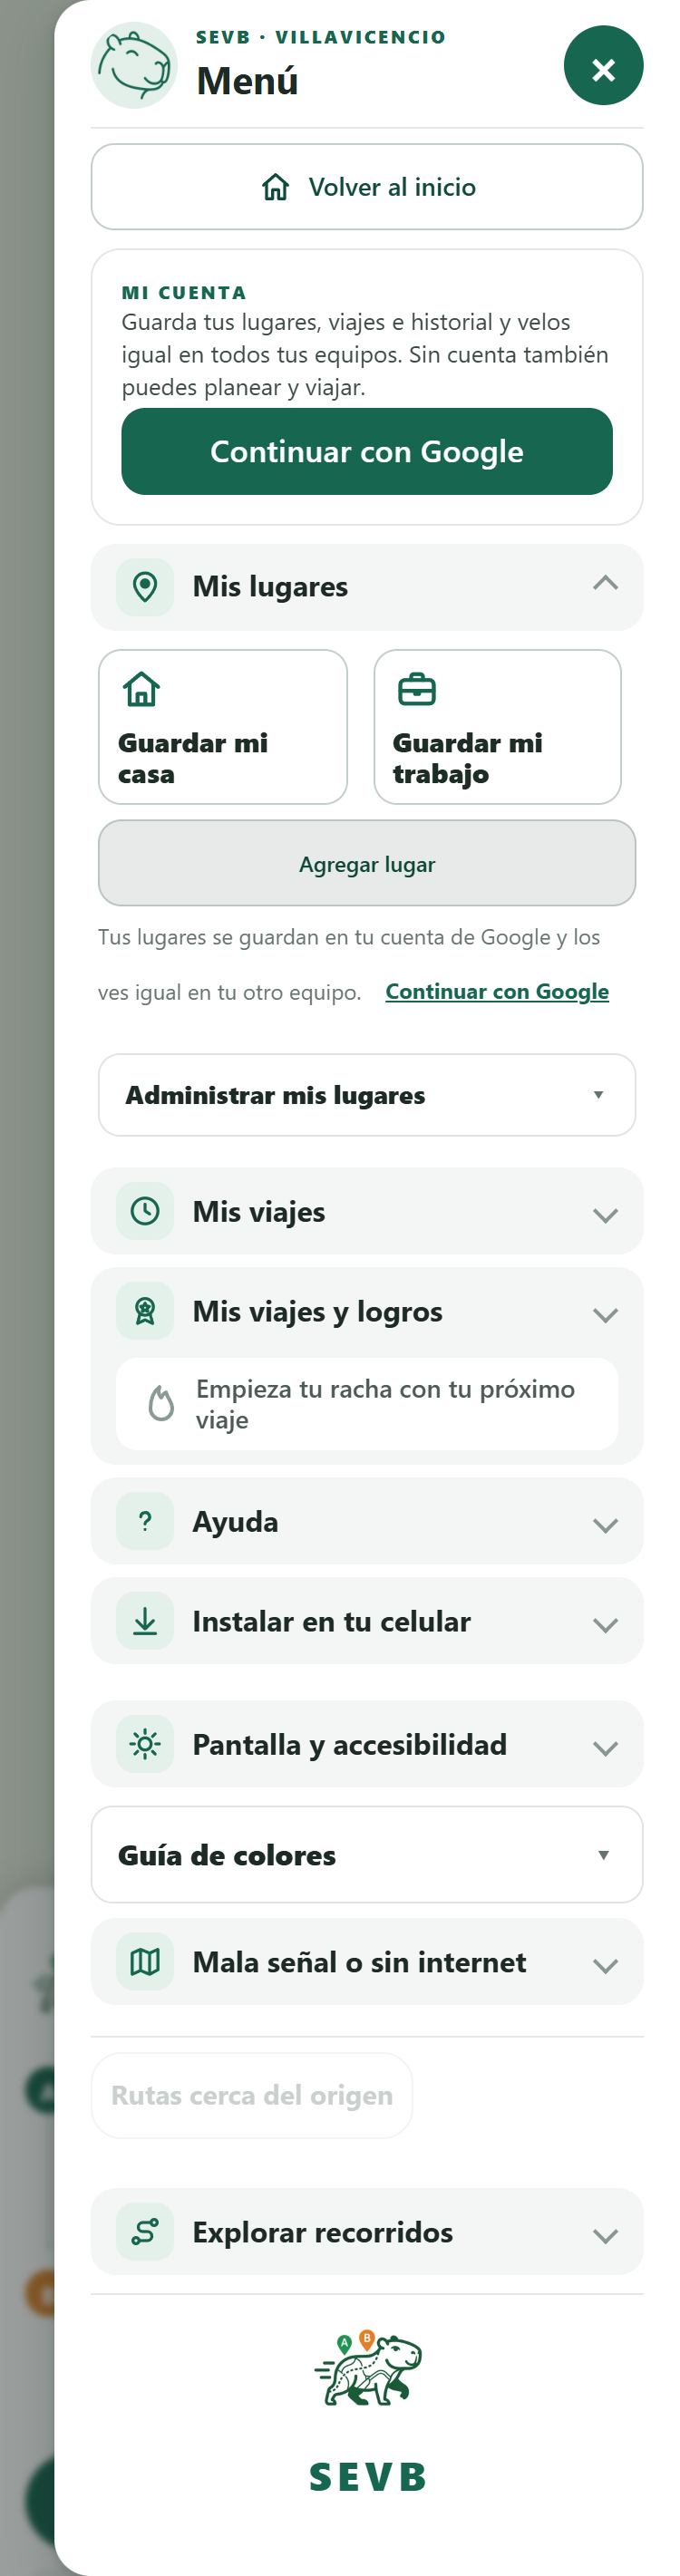 SEVB · VILLAVICENCIO
Menú
×
Volver al inicio
MI CUENTA
Guarda tus lugares, viajes e historial y velos
igual en todos tus equipos. Sin cuenta también
puedes planear y viajar.
Continuar con Google
Mis lugares
Guardar mi
casa
Guardar mi
trabajo
Agregar lugar
Tus lugares se guardan en tu cuenta de Google y los
ves igual en tu otro equipo. Continuar con Google
Administrar mis lugares
Mis viajes
Mis viajes y logros
Empieza tu racha con tu próximo
viaje
? Ayuda
Instalar en tu celular
Pantalla y accesibilidad
Guía de colores
Mala señal o sin internet
Rutas cerca del origen
Explorar recorridos
A B
SEVB